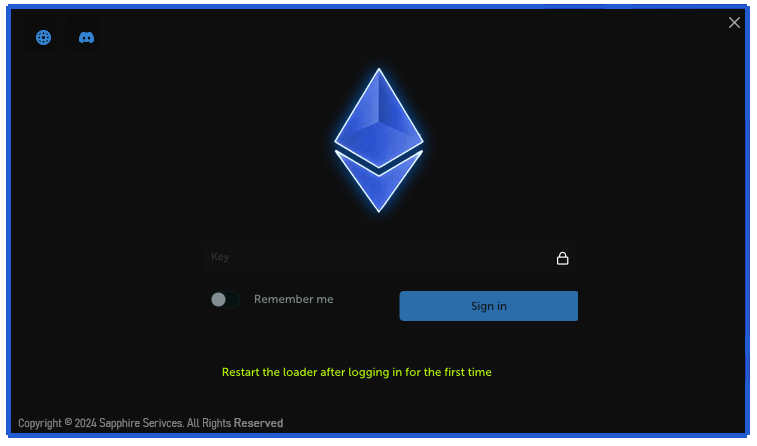 Key
Remember me
Sign in
Restart the loader after logging in for the first time
Copyright © 2024 Sapphire Serivces. All Rights Reserved